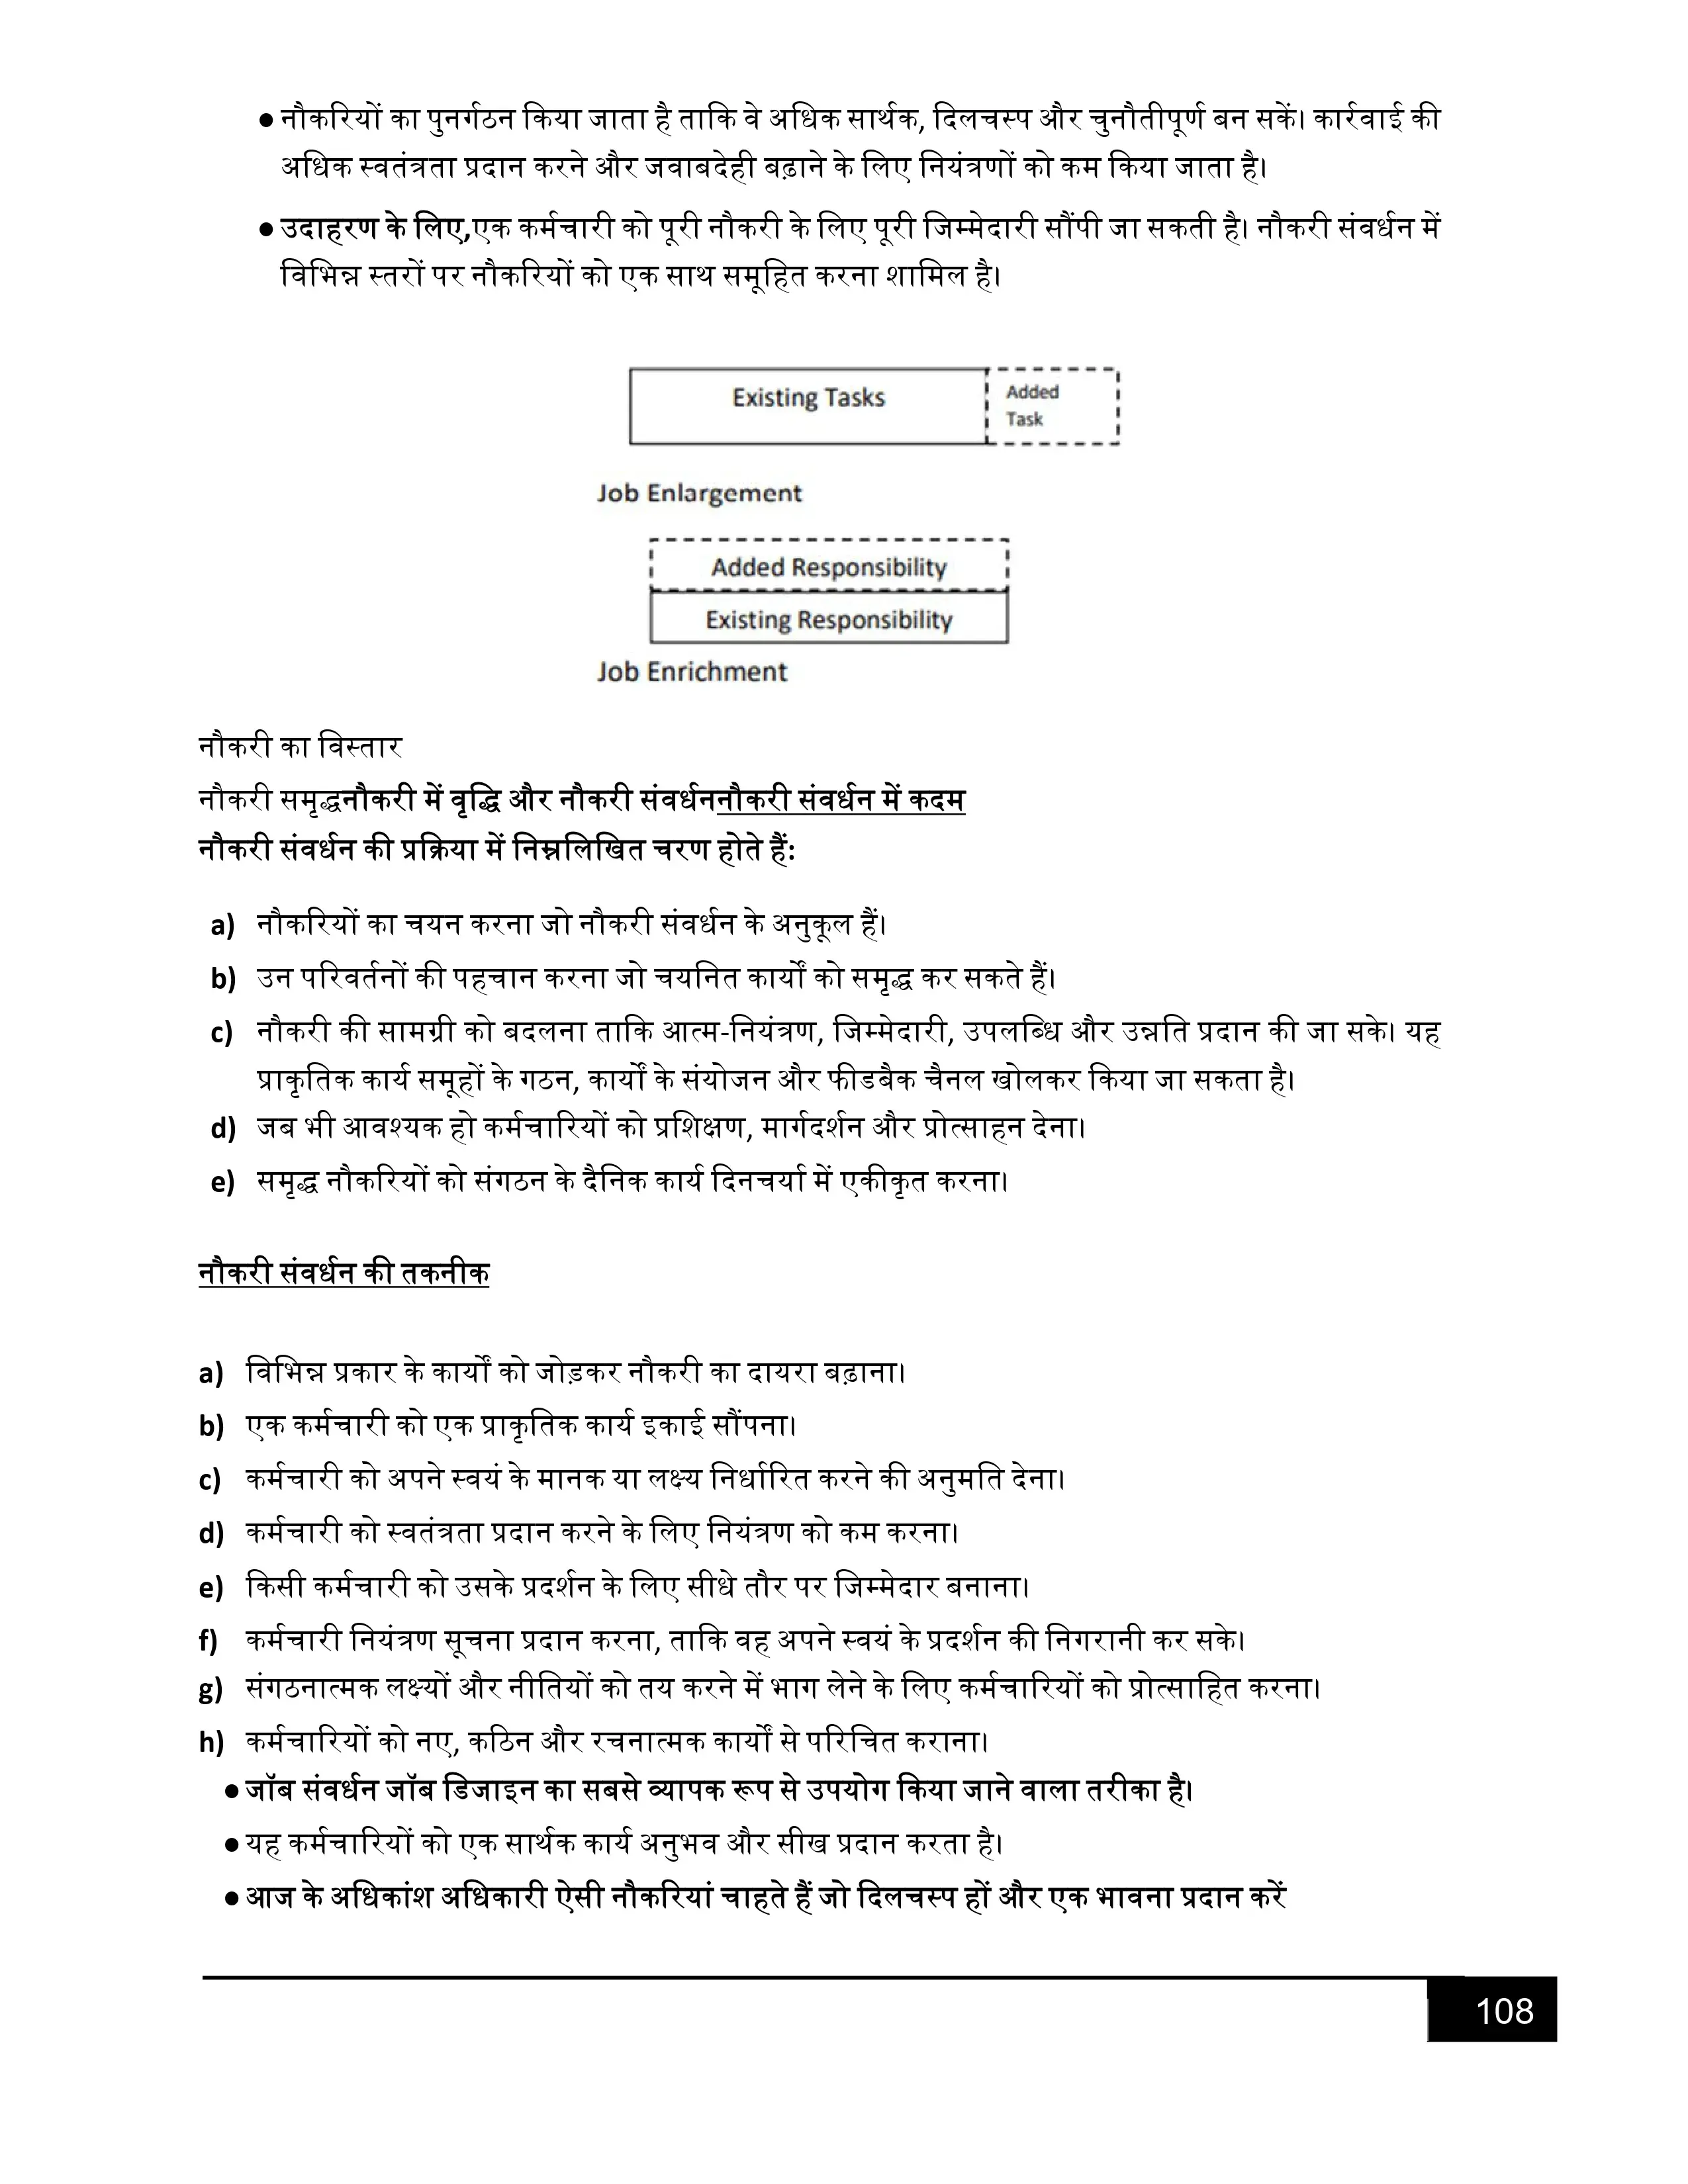 ● नौकरियों का पुनर्गठन किया जाता है ताकि वे अधिक सार्थक, दिलचस्प और चुनौतीपूर्ण बन सकें। कार्रवाई की
अधिक स्वतंत्रता प्रदान करने और जवाबदेही बढ़ाने के लिए नियंत्रणों को कम किया जाता है।
● उदाहरण के लिए,एक कर्मचारी को पूरी नौकरी के लिए पूरी जिम्मेदारी सौंपी जा सकती है। नौकरी संवर्धन में
विभिन्न स्तरों पर नौकरियों को एक साथ समूहित करना शामिल है।
Existing Tasks
Added
Task
Job Enlargement
Added Responsibility
Existing Responsibility
Job Enrichment
नौकरी का विस्तार
नौकरी समृद्धनौकरी में वृद्धि और नौकरी संवर्धननौकरी संवर्धन में कदम
नौकरी संवर्धन की प्रक्रिया में निम्नलिखित चरण होते हैं:
a) नौकरियों का चयन करना जो नौकरी संवर्धन के अनुकूल हैं।
b) उन परिवर्तनों की पहचान करना जो चयनित कार्यों को समृद्ध कर सकते हैं।
c) नौकरी की सामग्री को बदलना ताकि आत्म-नियंत्रण, जिम्मेदारी, उपलब्धि और उन्नति प्रदान की जा सके। यह
प्राकृतिक कार्य समूहों के गठन, कार्यों के संयोजन और फीडबैक चैनल खोलकर किया जा सकता है।
d) जब भी आवश्यक हो कर्मचारियों को प्रशिक्षण, मार्गदर्शन और प्रोत्साहन देना।
e) समृद्ध नौकरियों को संगठन के दैनिक कार्य दिनचर्या में एकीकृत करना।
नौकरी संवर्धन की तकनीक
a) विभिन्न प्रकार के कार्यों को जोड़कर नौकरी का दायरा बढ़ाना।
b) एक कर्मचारी को एक प्राकृतिक कार्य इकाई सौंपना।
c) कर्मचारी को अपने स्वयं के मानक या लक्ष्य निर्धारित करने की अनुमति देना।
d) कर्मचारी को स्वतंत्रता प्रदान करने के लिए नियंत्रण को कम करना।
e) किसी कर्मचारी को उसके प्रदर्शन के लिए सीधे तौर पर जिम्मेदार बनाना।
f) कर्मचारी नियंत्रण सूचना प्रदान करना, ताकि वह अपने स्वयं के प्रदर्शन की निगरानी कर सके।
g) संगठनात्मक लक्ष्यों और नीतियों को तय करने में भाग लेने के लिए कर्मचारियों को प्रोत्साहित करना।
h) कर्मचारियों को नए, कठिन और रचनात्मक कार्यों से परिचित कराना।
● जॉब संवर्धन जॉब डिजाइन का सबसे व्यापक रूप से उपयोग किया जाने वाला तरीका है।
● यह कर्मचारियों को एक सार्थक कार्य अनुभव और सीख प्रदान करता है।
● आज के अधिकांश अधिकारी ऐसी नौकरियां चाहते हैं जो दिलचस्प हों और एक भावना प्रदान करें
108